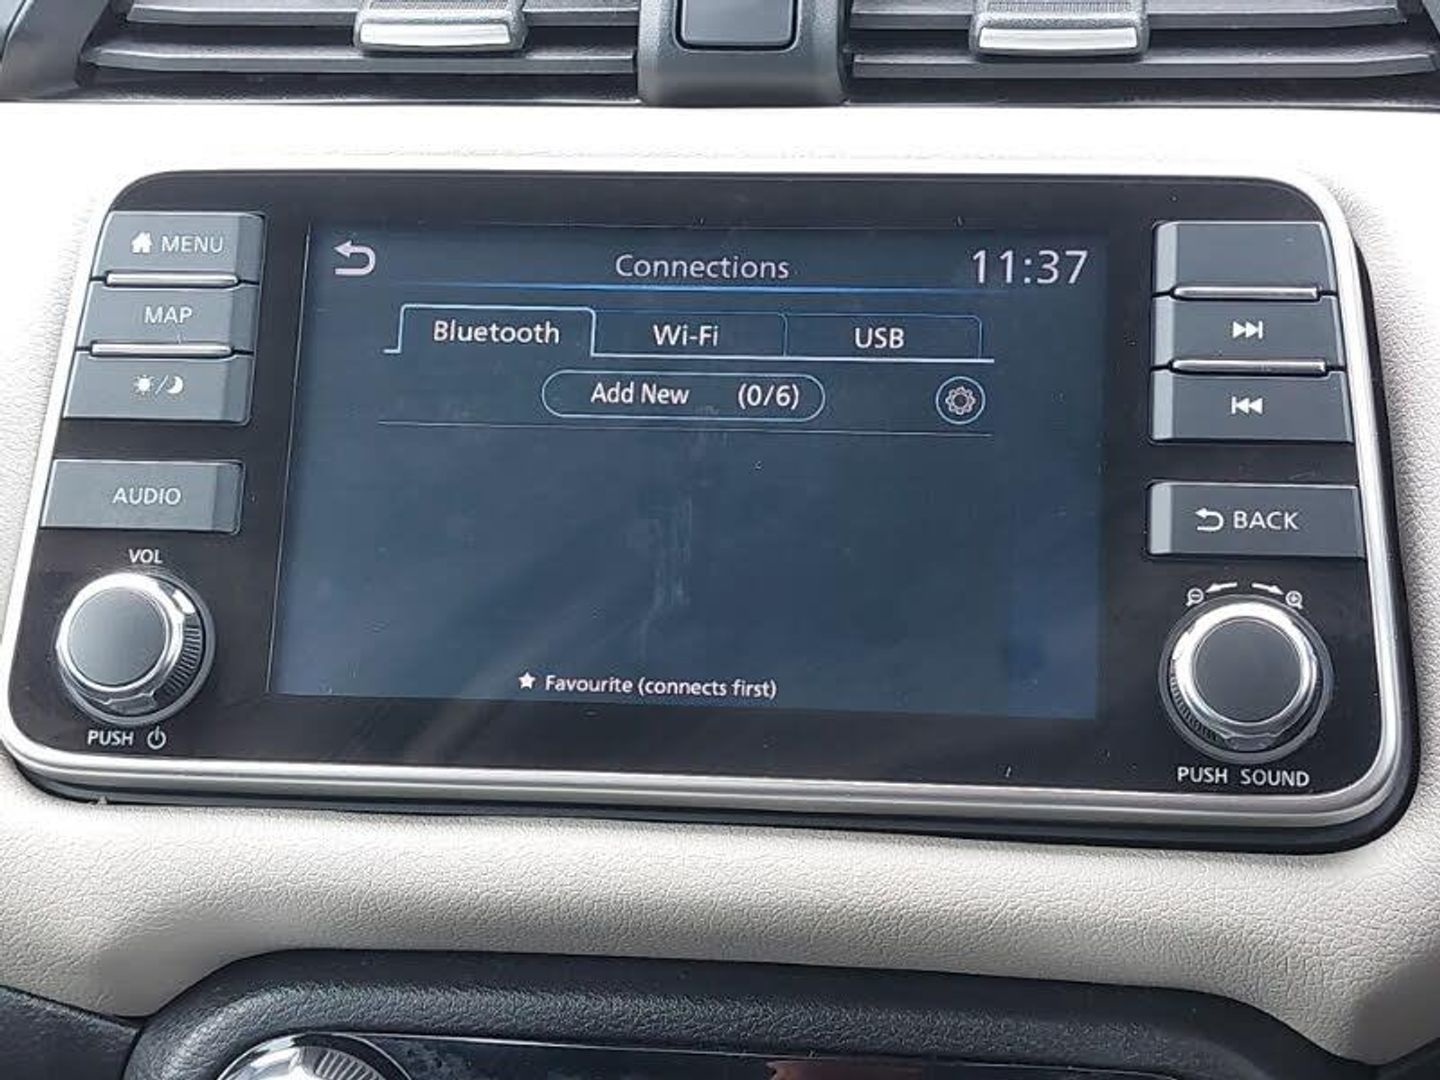 MENU
MAP
AUDIO
VOL
PUSH
Connections
11:37
Bluetooth
Wi-Fi
USB
Add New (0/6)
Favourite (connects first)
BACK
PUSH SOUND